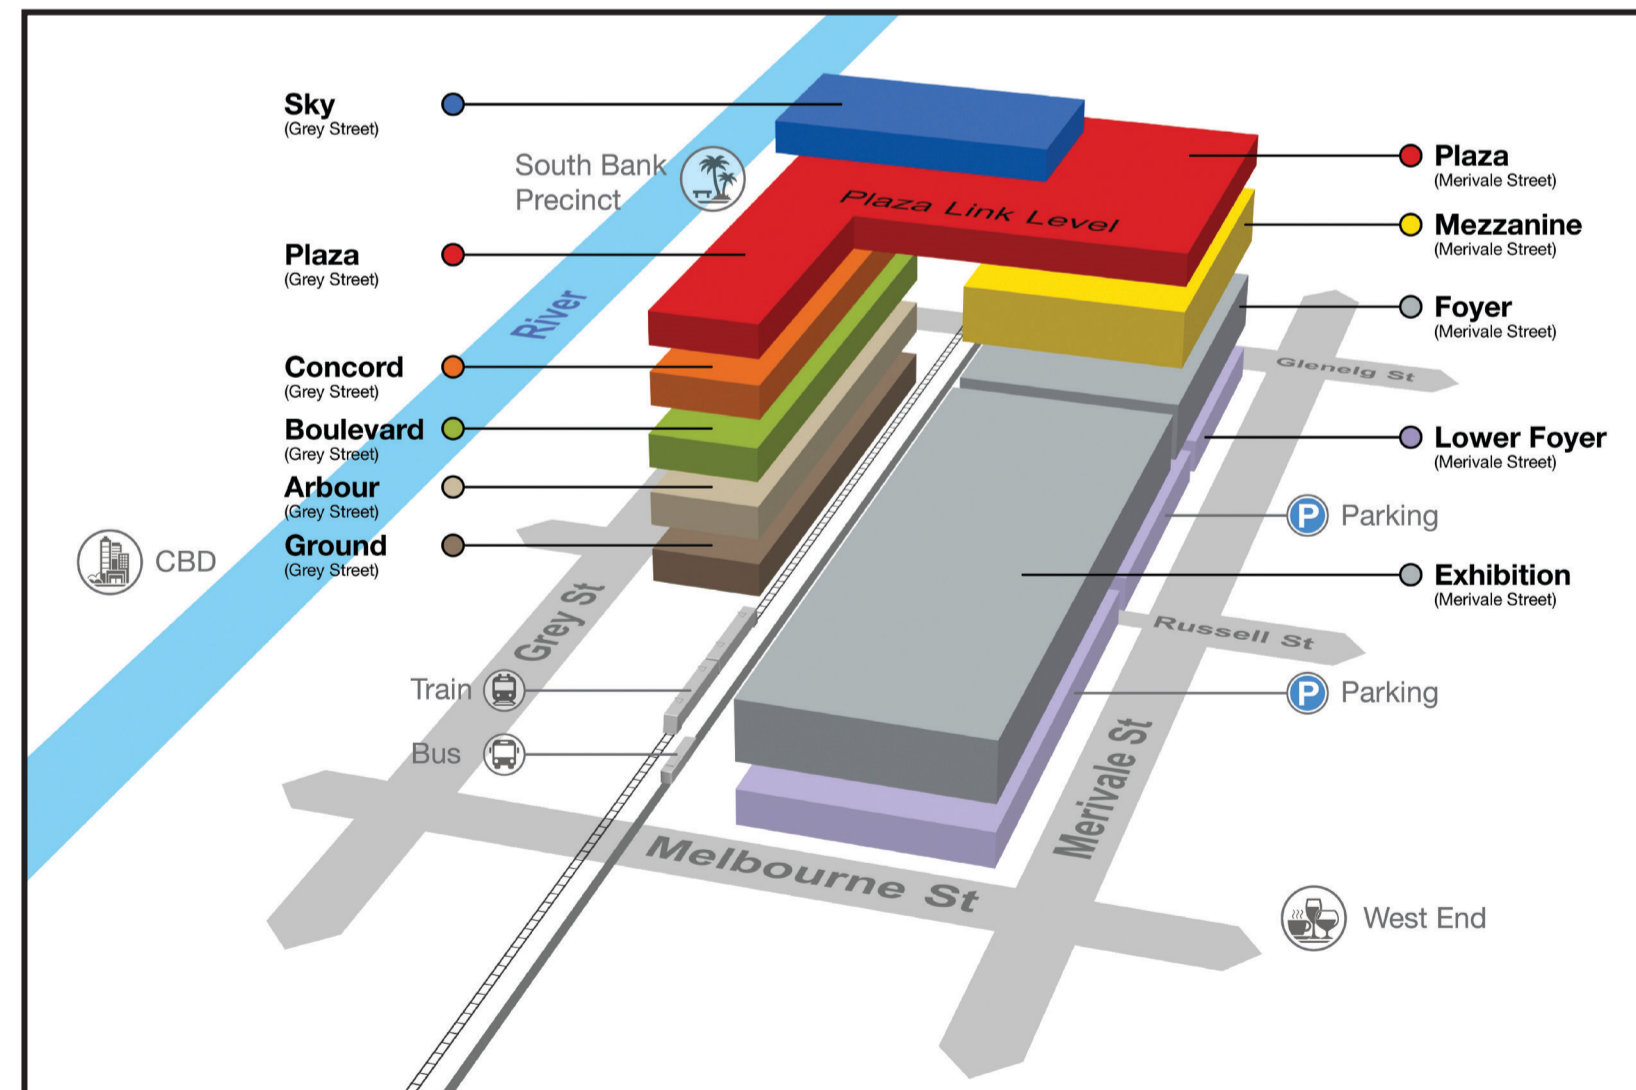 Sky
(Grey Street)
South Bank
Precinct
Plaza
(Grey Street)
River
Concord
(Grey Street)
Boulevard
(Grey Street)
Arbour
(Grey Street)
Ground
(Grey Street)
CBD
Grey St
Train
Bus
Plaza Link Level
Plaza
(Merivale Street)
Mezzanine
(Merivale Street)
Foyer
(Merivale Street)
Glenelg St
Lower Foyer
(Merivale Street)
P Parking
Exhibition
(Merivale Street)
Russell St
P Parking
Merivale St
Melbourne St
West End